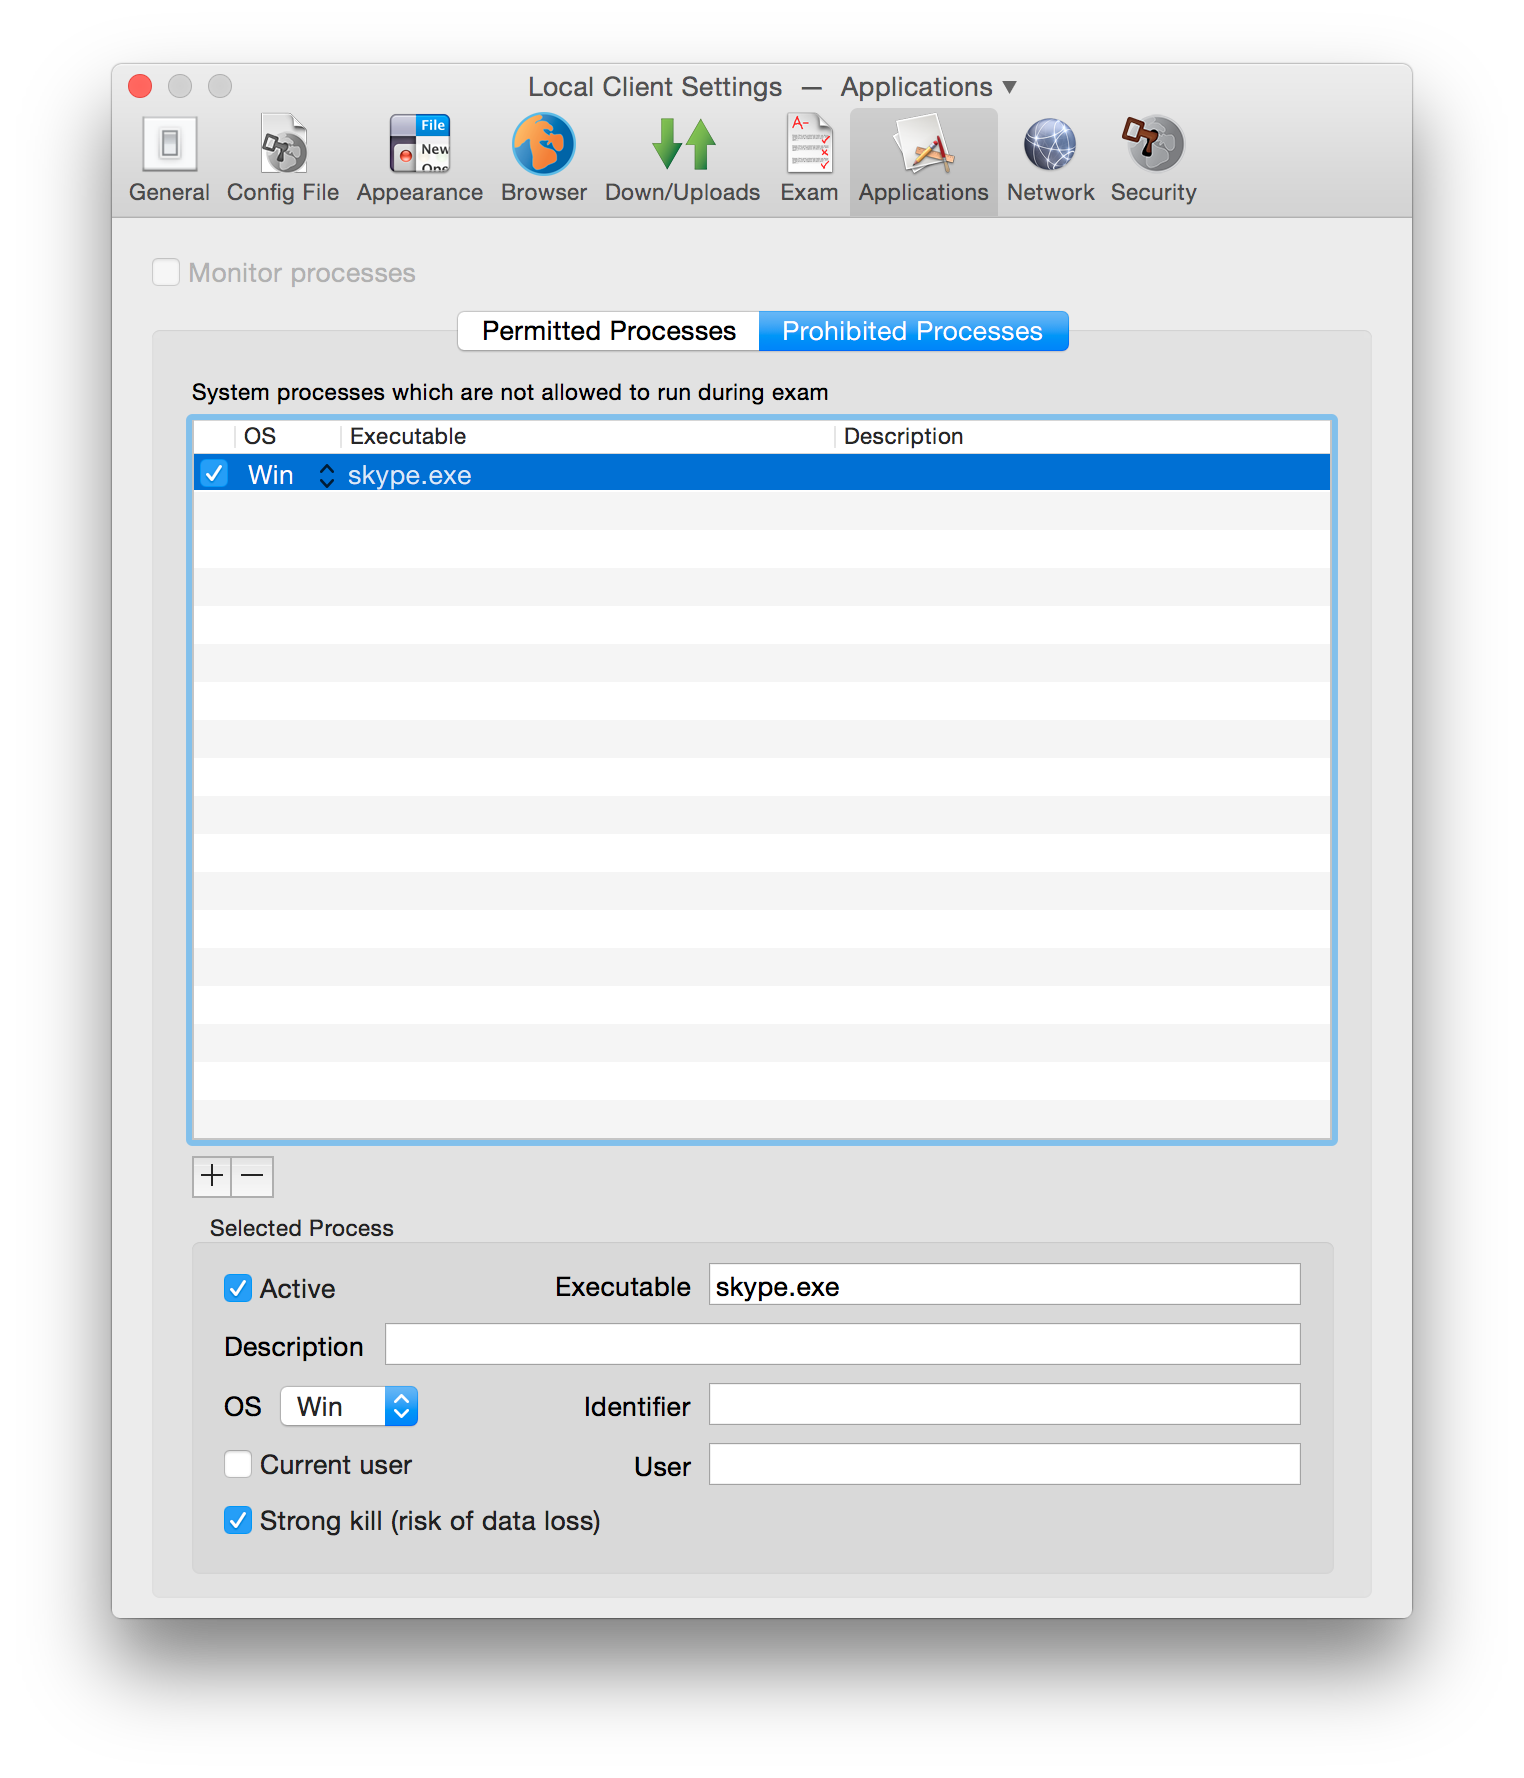 Local Client Settings — Applications ▼
File
New
One
A-
General Config File Appearance Browser Down/Uploads Exam Applications Network Security
Monitor processes
Permitted Processes Prohibited Processes
System processes which are not allowed to run during exam
OS Executable Description
Win skype.exe
+ −
Selected Process
Active Executable skype.exe
Description
OS Win Identifier
Current user User
Strong kill (risk of data loss)